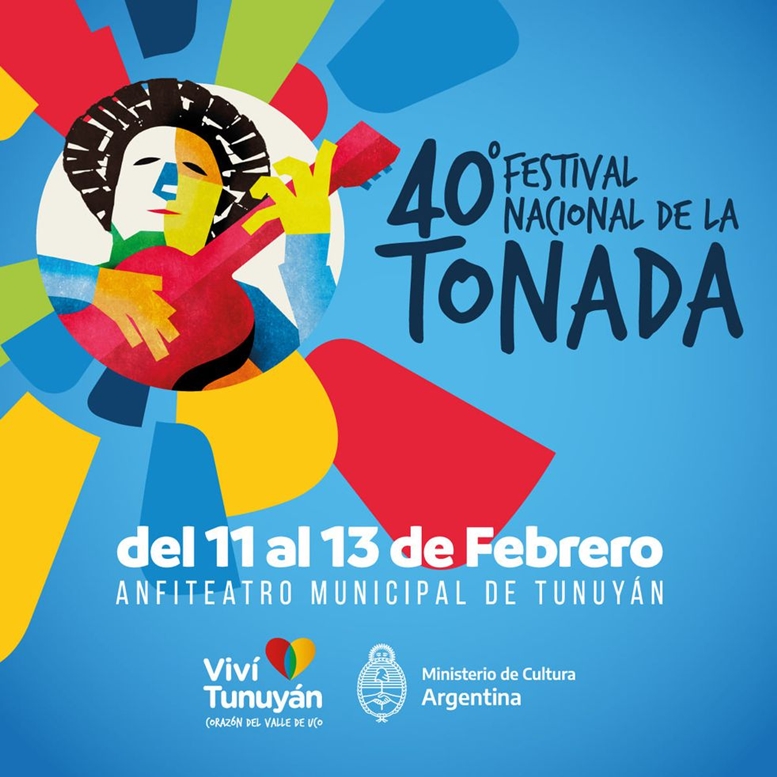 40° FESTIVAL
NACIONAL DE LA
TONADA
del 11 al 13 de Febrero
ANFITEATRO MUNICIPAL DE TUNUYÁN
Viví
Tunuyán
CORAZÓN DEL VALLE DE UCO
Ministerio de Cultura
Argentina